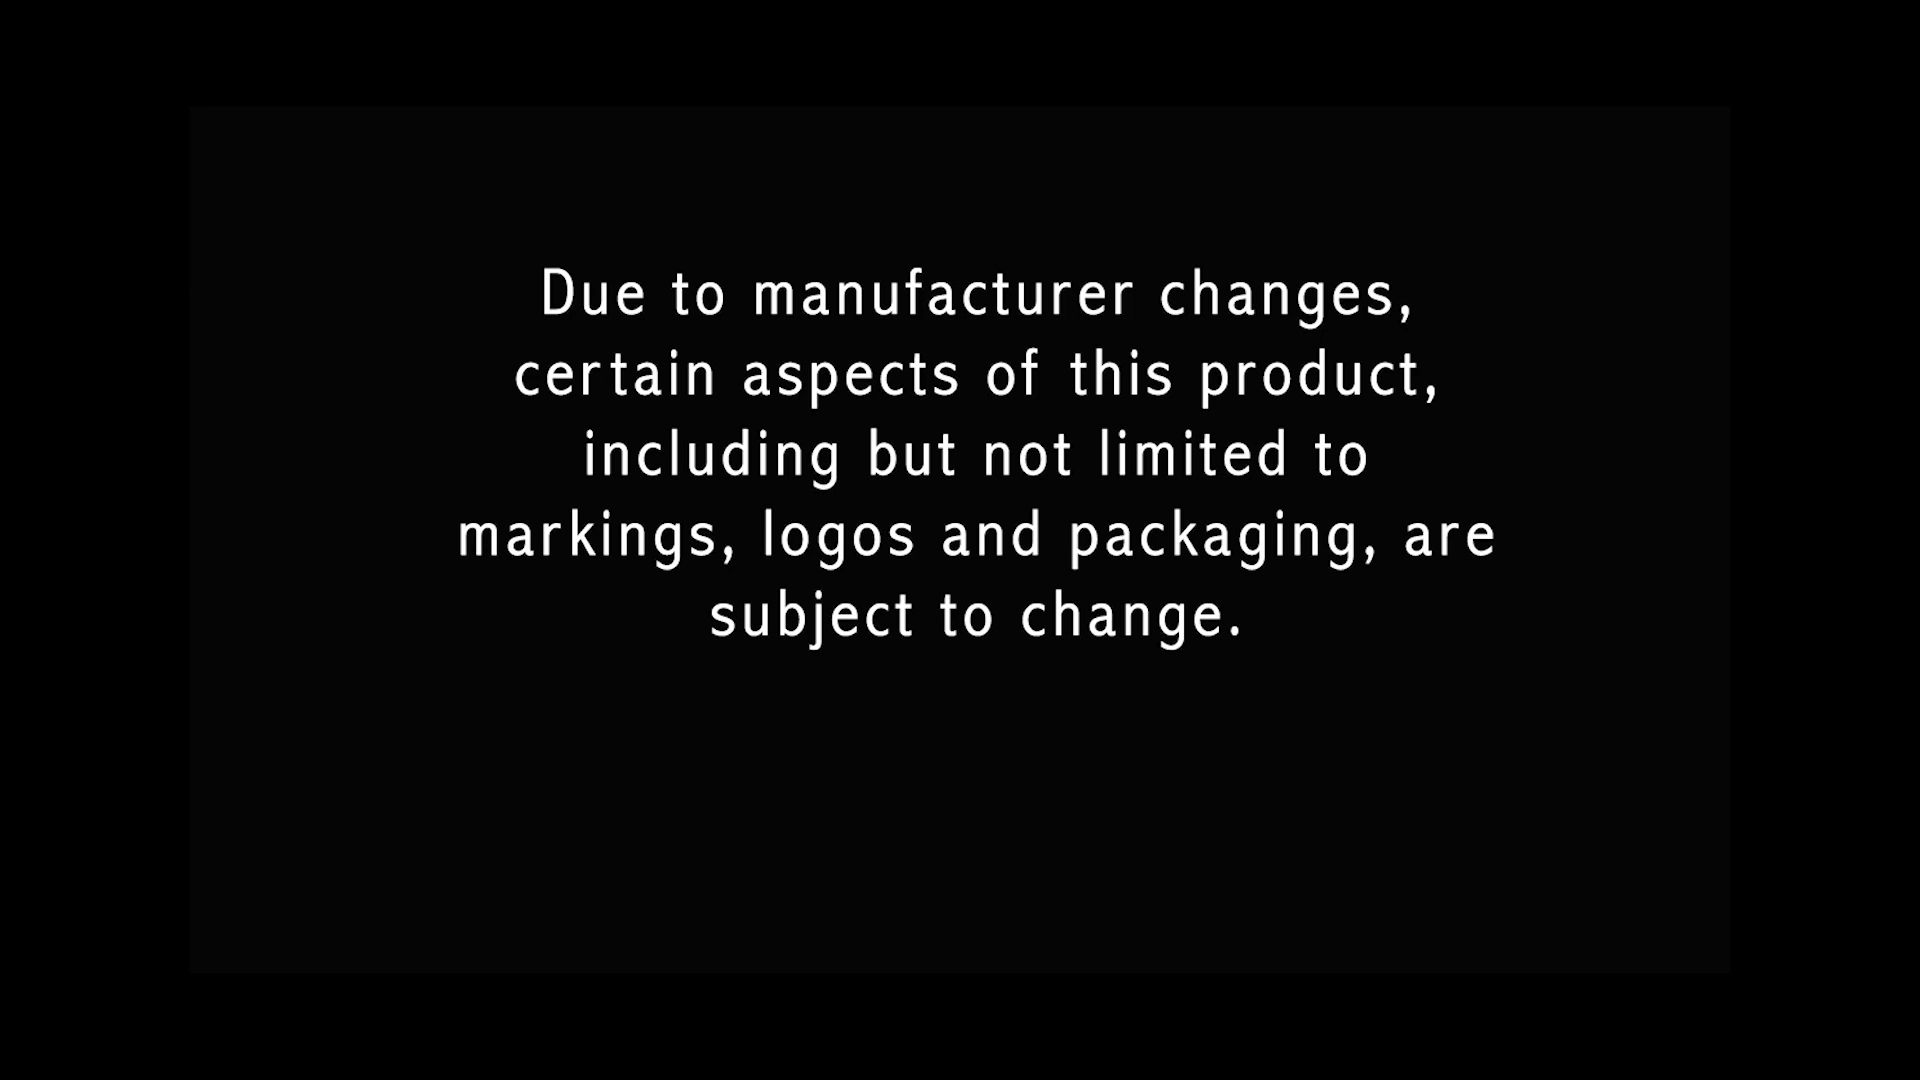 Due to manufacturer changes,
certain aspects of this product,
including but not limited to
markings, logos and packaging, are
subject to change.